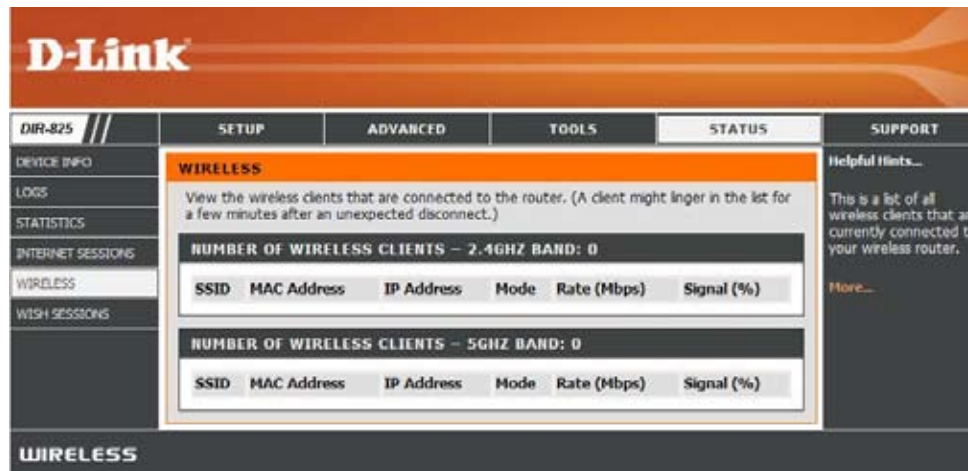 D-Link
DIR-825
SETUP
ADVANCED
TOOLS
STATUS
SUPPORT
DEVICE INFO
LOGS
STATISTICS
INTERNET SESSIONS
WIRELESS
WISH SESSIONS
WIRELESS
View the wireless clients that are connected to the router. (A client might linger in the list for
a few minutes after an unexpected disconnect.)
NUMBER OF WIRELESS CLIENTS – 2.4GHZ BAND: 0
SSID MAC Address IP Address Mode Rate (Mbps) Signal (%)
NUMBER OF WIRELESS CLIENTS – 5GHZ BAND: 0
SSID MAC Address IP Address Mode Rate (Mbps) Signal (%)
Helpful Hints...
This is a list of all
wireless clients that
currently connected
your wireless router.
More...
WIRELESS